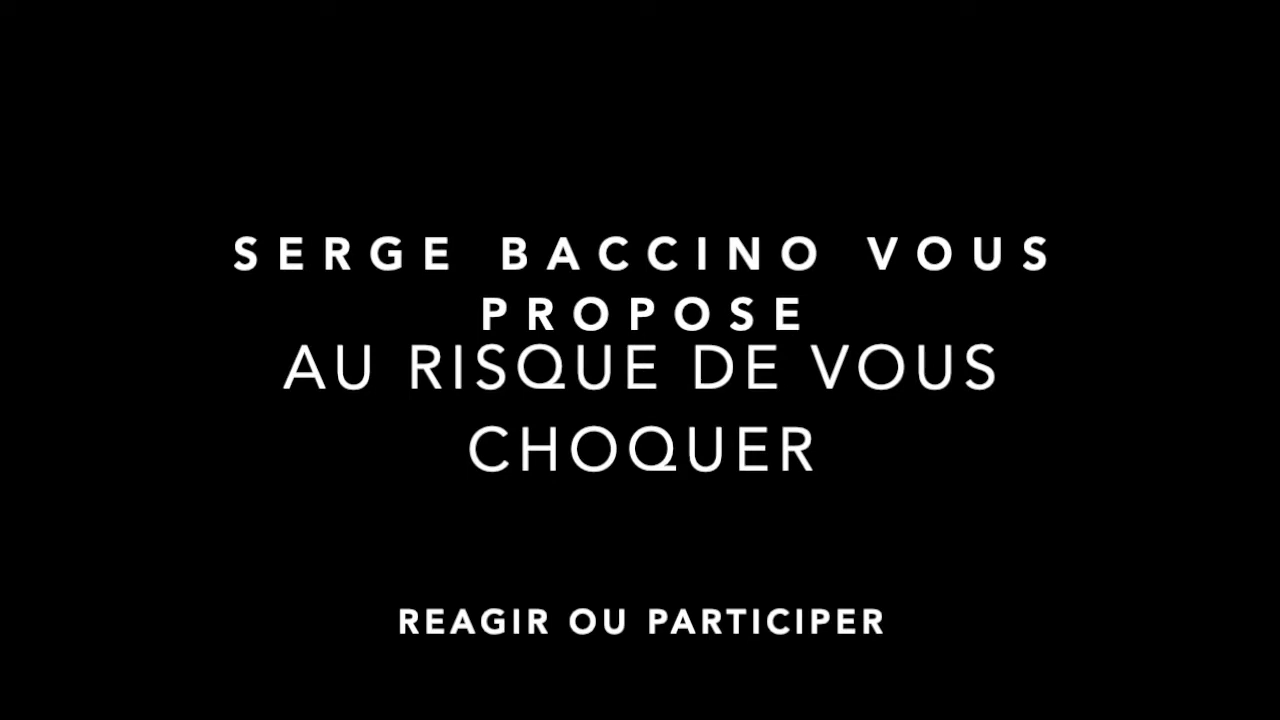 SERGE BACCINO VOUS
PROPOSE
AU RISQUE DE VOUS
CHOQUER
REAGIR OU PARTICIPER